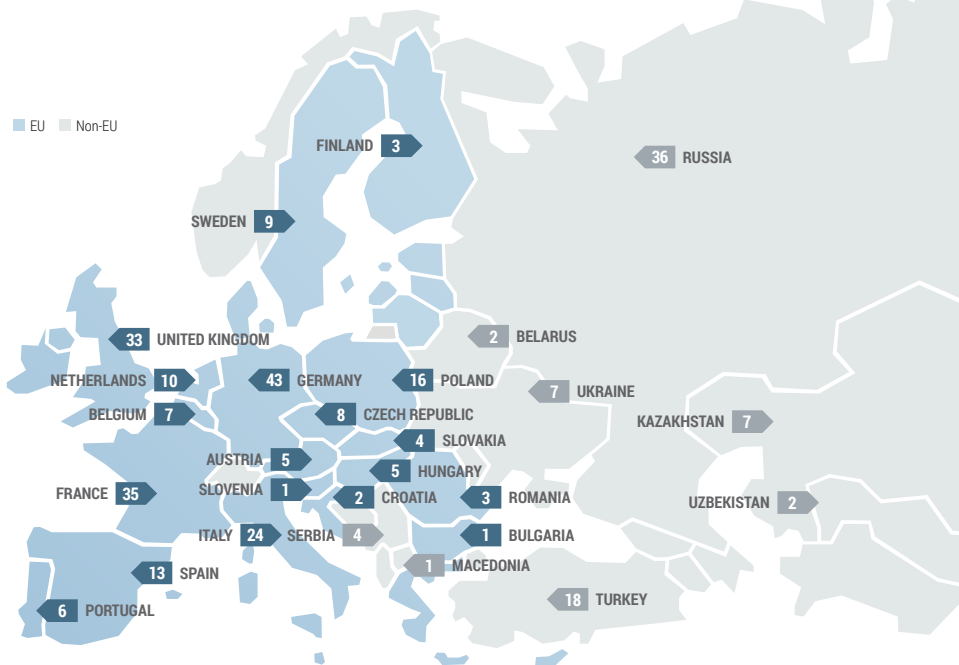 EU Non-EU
FINLAND 3
36 RUSSIA
SWEDEN 9
33 UNITED KINGDOM
2 BELARUS
NETHERLANDS 10
43 GERMANY
16 POLAND
7 UKRAINE
BELGIUM 7
8 CZECH REPUBLIC
KAZAKHSTAN 7
4 SLOVAKIA
AUSTRIA 5
5 HUNGARY
FRANCE 35
SLOVENIA 1
2 CROATIA
3 ROMANIA
UZBEKISTAN 2
ITALY 24
SERBIA 4
1 BULGARIA
1 MACEDONIA
13 SPAIN
18 TURKEY
6 PORTUGAL